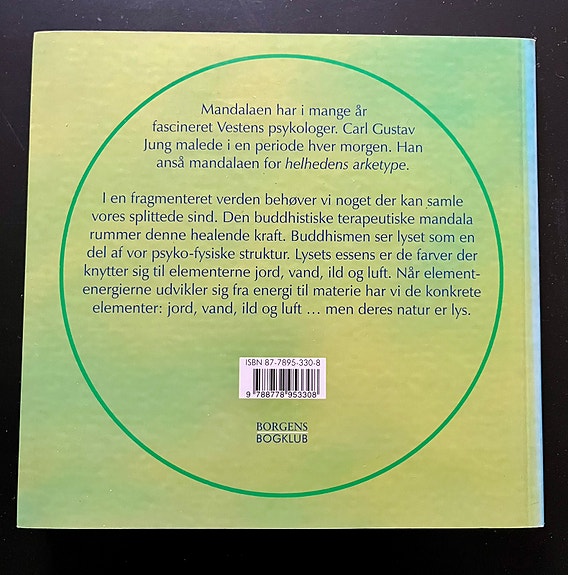 Mandalaen har i mange år
fascineret Vestens psykologer. Carl Gustav
Jung malede i en periode hver morgen. Han
anså mandalaen for helhedens arketype.
I en fragmenteret verden behøver vi noget der kan samle
vores splittede sind. Den buddhistiske terapeutiske mandala
rummer denne healende kraft. Buddhismen ser lyset som en
del af vor psyko-fysiske struktur. Lysets essens er de farver der
knytter sig til elementerne jord, vand, ild og luft. Når element-
energierne udvikler sig fra energi til materie har vi de konkrete
elementer: jord, vand, ild og luft … men deres natur er lys.
ISBN 87-7895-330-8
9 788778 953308
BORGENS
BOGKLUB